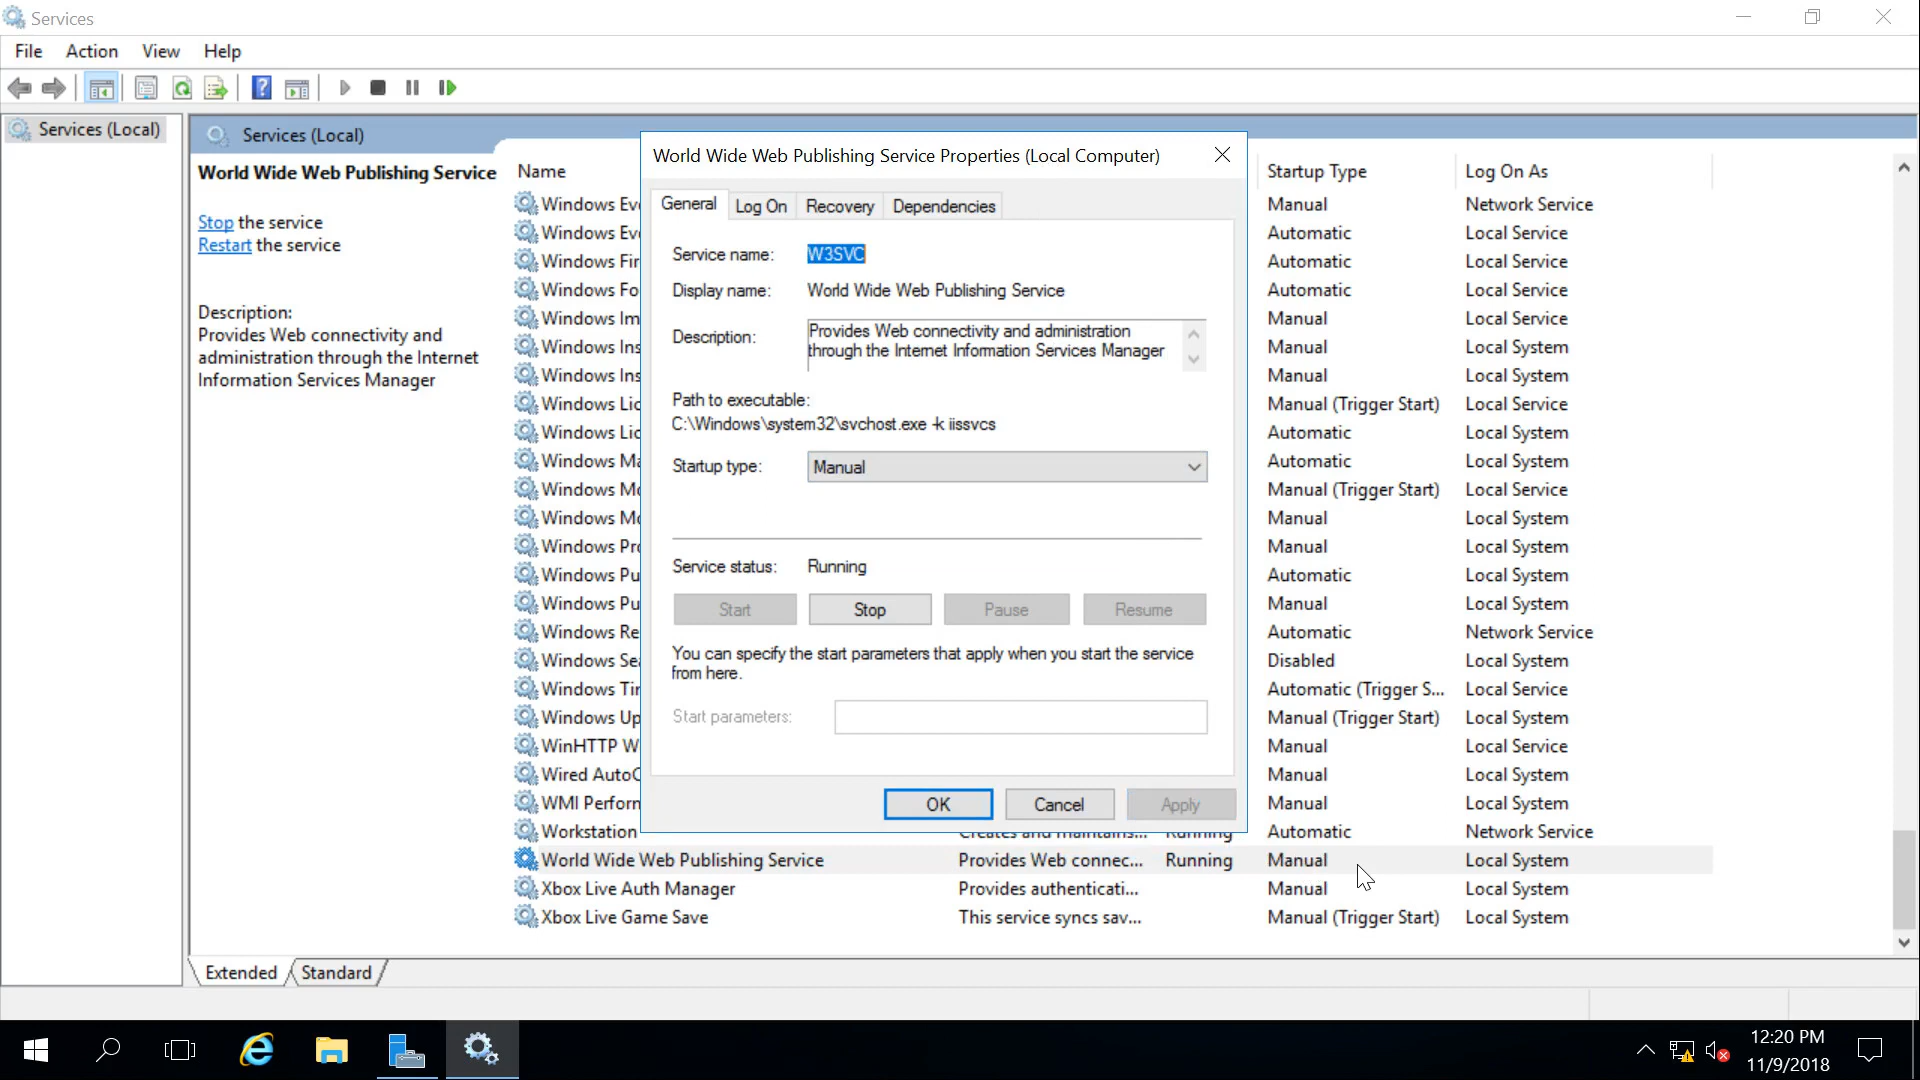 Services
File Action View Help
Services (Local)
Services (Local)
World Wide Web Publishing Service
Stop the service
Restart the service
Description:
Provides Web connectivity and
administration through the Internet
Information Services Manager
Name
Startup Type
Log On As
Windows Eve
Manual
Network Service
Windows Eve
Automatic
Local Service
Windows Fir
Automatic
Local Service
Windows Fo
Automatic
Local Service
Windows Im
Manual
Local Service
Windows Ins
Manual
Local System
Windows Ins
Manual
Local System
Windows Lic
Manual (Trigger Start)
Local Service
Windows Lic
Automatic
Local System
Windows Ma
Automatic
Local System
Windows Mo
Manual (Trigger Start)
Local Service
Windows Mo
Manual
Local System
Windows Pro
Manual
Local System
Windows Pu
Automatic
Local System
Windows Pu
Manual
Local System
Windows Re
Automatic
Network Service
Windows Sea
Disabled
Local System
Windows Tin
Automatic (Trigger S...
Local Service
Windows Up
Manual (Trigger Start)
Local System
WinHTTP W
Manual
Local Service
Wired AutoC
Manual
Local System
WMI Perform
Manual
Local System
Workstation
Creates and maintains...
Running
Automatic
Network Service
World Wide Web Publishing Service
Provides Web connec...
Running
Manual
Local System
Xbox Live Auth Manager
Provides authenticati...
Manual
Local System
Xbox Live Game Save
This service syncs sav...
Manual (Trigger Start)
Local System
World Wide Web Publishing Service Properties (Local Computer)
General Log On Recovery Dependencies
Service name: W3SVC
Display name: World Wide Web Publishing Service
Description: Provides Web connectivity and administration
through the Internet Information Services Manager
Path to executable:
C:\Windows\system32\svchost.exe -k iissvcs
Startup type: Manual
Service status: Running
Start Stop Pause Resume
You can specify the start parameters that apply when you start the service
from here.
Start parameters:
OK Cancel Apply
Extended Standard
12:20 PM
11/9/2018